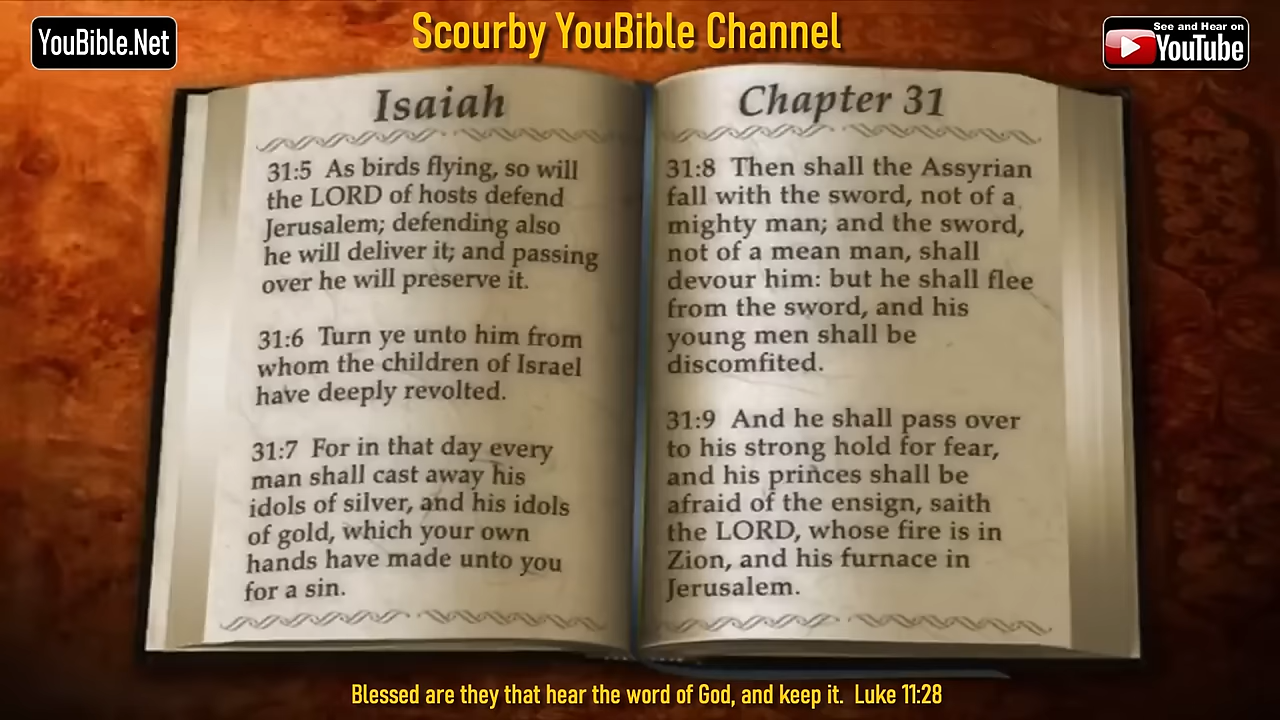 YouBible.Net
Scourby YouBible Channel
See and Hear on
YouTube
Isaiah
31:5 As birds flying, so will
the LORD of hosts defend
Jerusalem; defending also
he will deliver it; and passing
over he will preserve it.
31:6 Turn ye unto him from
whom the children of Israel
have deeply revolted.
31:7 For in that day every
man shall cast away his
idols of silver, and his idols
of gold, which your own
hands have made unto you
for a sin.
Chapter 31
31:8 Then shall the Assyrian
fall with the sword, not of a
mighty man; and the sword,
not of a mean man, shall
devour him: but he shall flee
from the sword, and his
young men shall be
discomfited.
31:9 And he shall pass over
to his strong hold for fear,
and his princes shall be
afraid of the ensign, saith
the LORD, whose fire is in
Zion, and his furnace in
Jerusalem.
Blessed are they that hear the word of God, and keep it. Luke 11:28